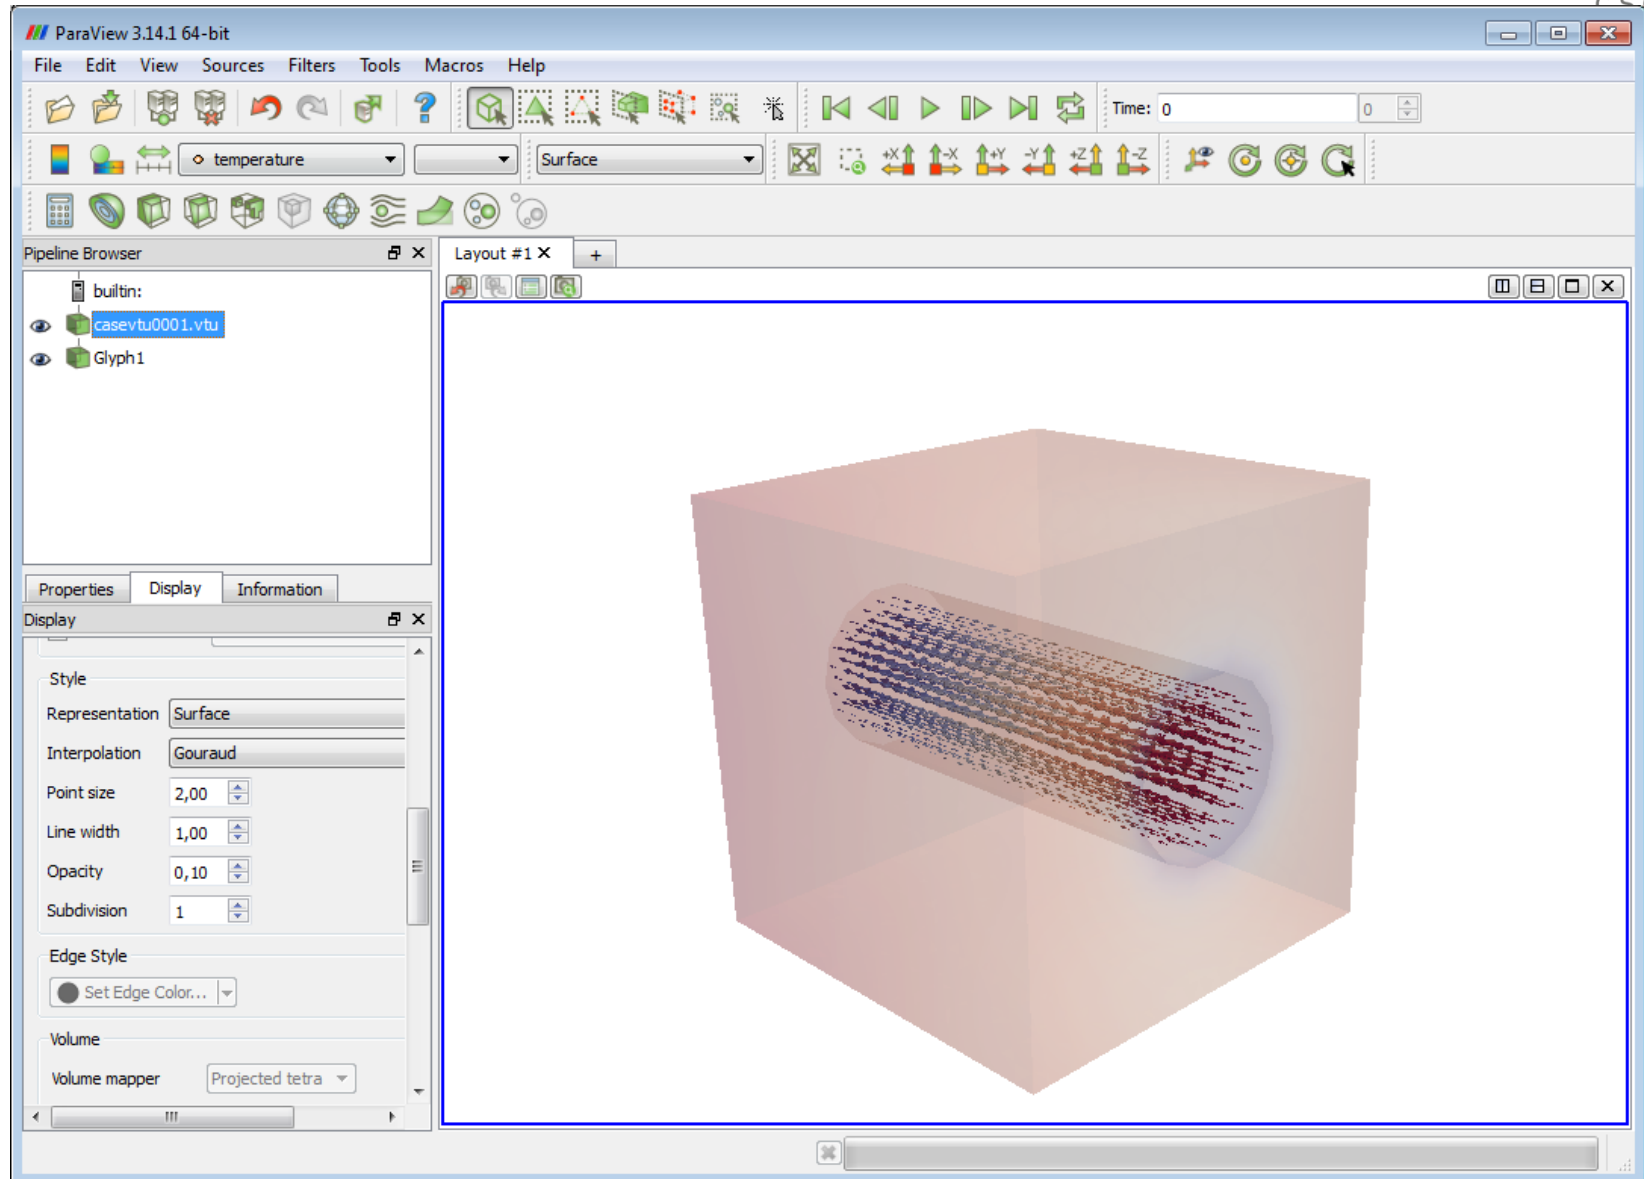 ParaView 3.14.1 64-bit
File Edit View Sources Filters Tools Macros Help
Time: 0 0
temperature Surface +X -X +Y -Y +Z -Z
Pipeline Browser Layout #1 +
builtin:
casevtu0001.vtu
Glyph1
Properties Display Information
Display
Style
Representation Surface
Interpolation Gouraud
Point size 2,00
Line width 1,00
Opacity 0,10
Subdivision 1
Edge Style
Set Edge Color...
Volume
Volume mapper Projected tetra